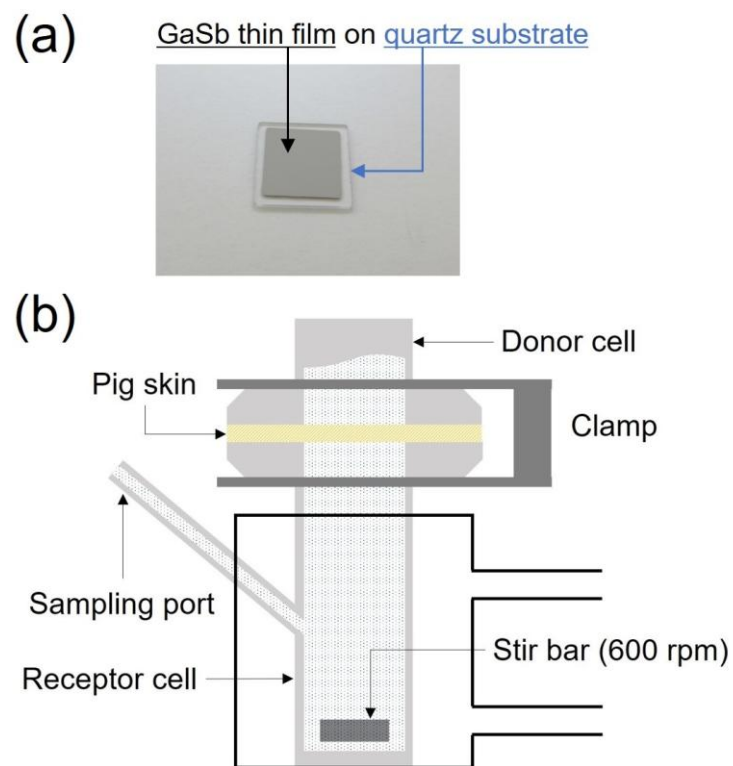 (a)
GaSb thin film on quartz substrate
(b)
Donor cell
Pig skin
Clamp
Sampling port
Stir bar (600 rpm)
Receptor cell